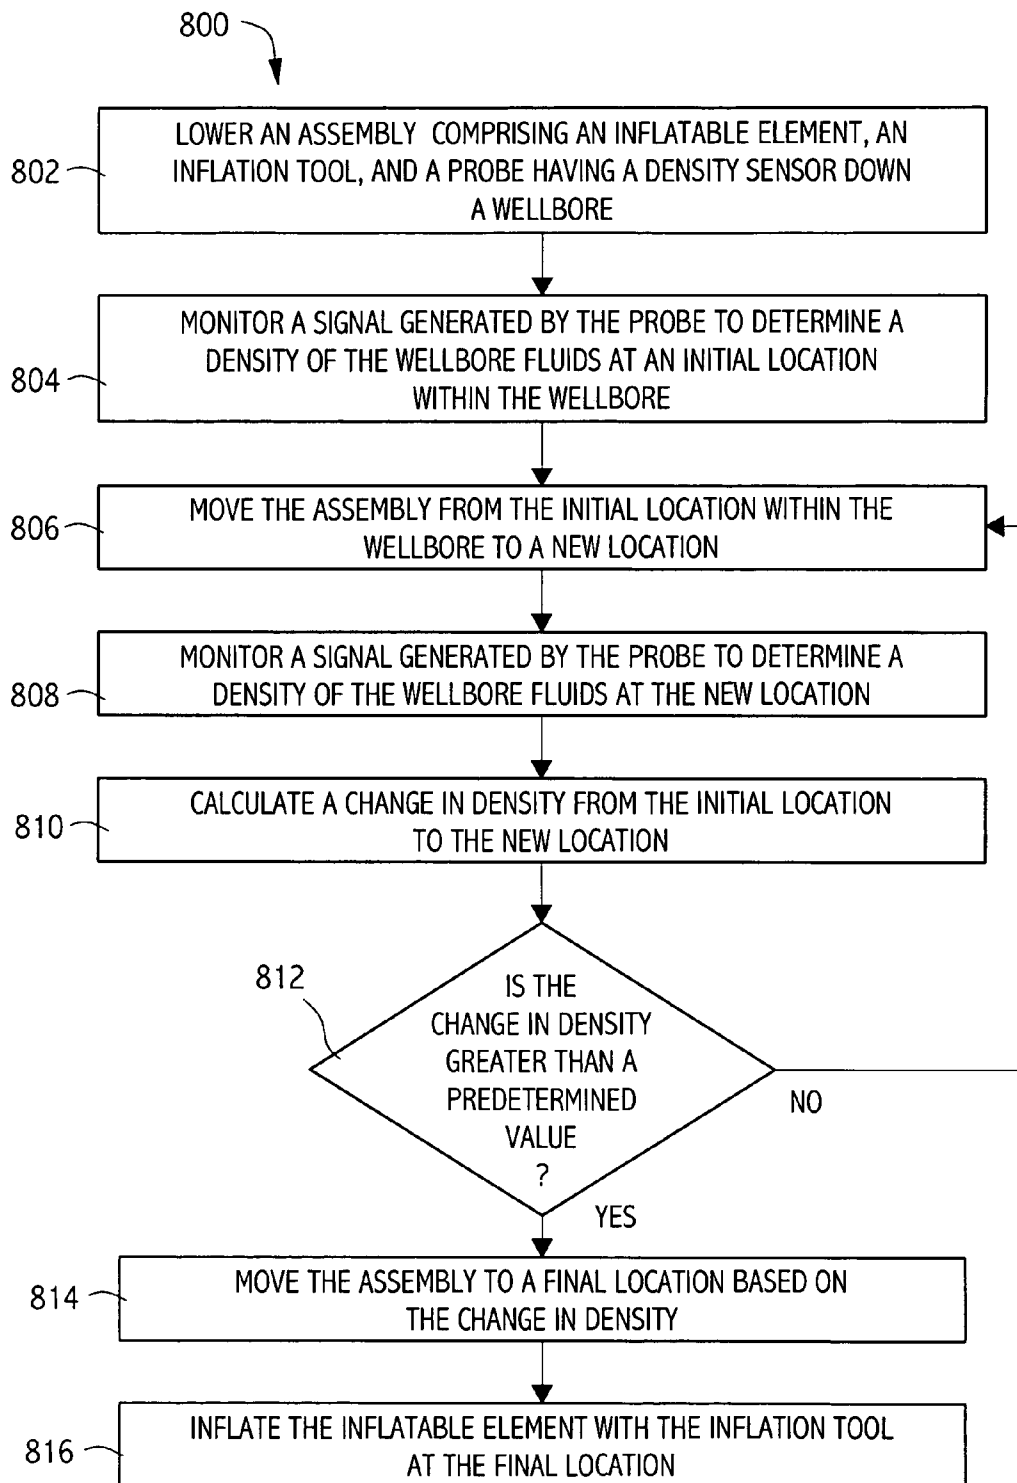 800
802
LOWER AN ASSEMBLY COMPRISING AN INFLATABLE ELEMENT, AN
INFLATION TOOL, AND A PROBE HAVING A DENSITY SENSOR DOWN
A WELLBORE
804
MONITOR A SIGNAL GENERATED BY THE PROBE TO DETERMINE A
DENSITY OF THE WELLBORE FLUIDS AT AN INITIAL LOCATION
WITHIN THE WELLBORE
806
MOVE THE ASSEMBLY FROM THE INITIAL LOCATION WITHIN THE
WELLBORE TO A NEW LOCATION
808
MONITOR A SIGNAL GENERATED BY THE PROBE TO DETERMINE A
DENSITY OF THE WELLBORE FLUIDS AT THE NEW LOCATION
810
CALCULATE A CHANGE IN DENSITY FROM THE INITIAL LOCATION
TO THE NEW LOCATION
812
IS THE
CHANGE IN DENSITY
GREATER THAN A
PREDETERMINED
VALUE
?
NO
YES
814
MOVE THE ASSEMBLY TO A FINAL LOCATION BASED ON
THE CHANGE IN DENSITY
816
INFLATE THE INFLATABLE ELEMENT WITH THE INFLATION TOOL
AT THE FINAL LOCATION